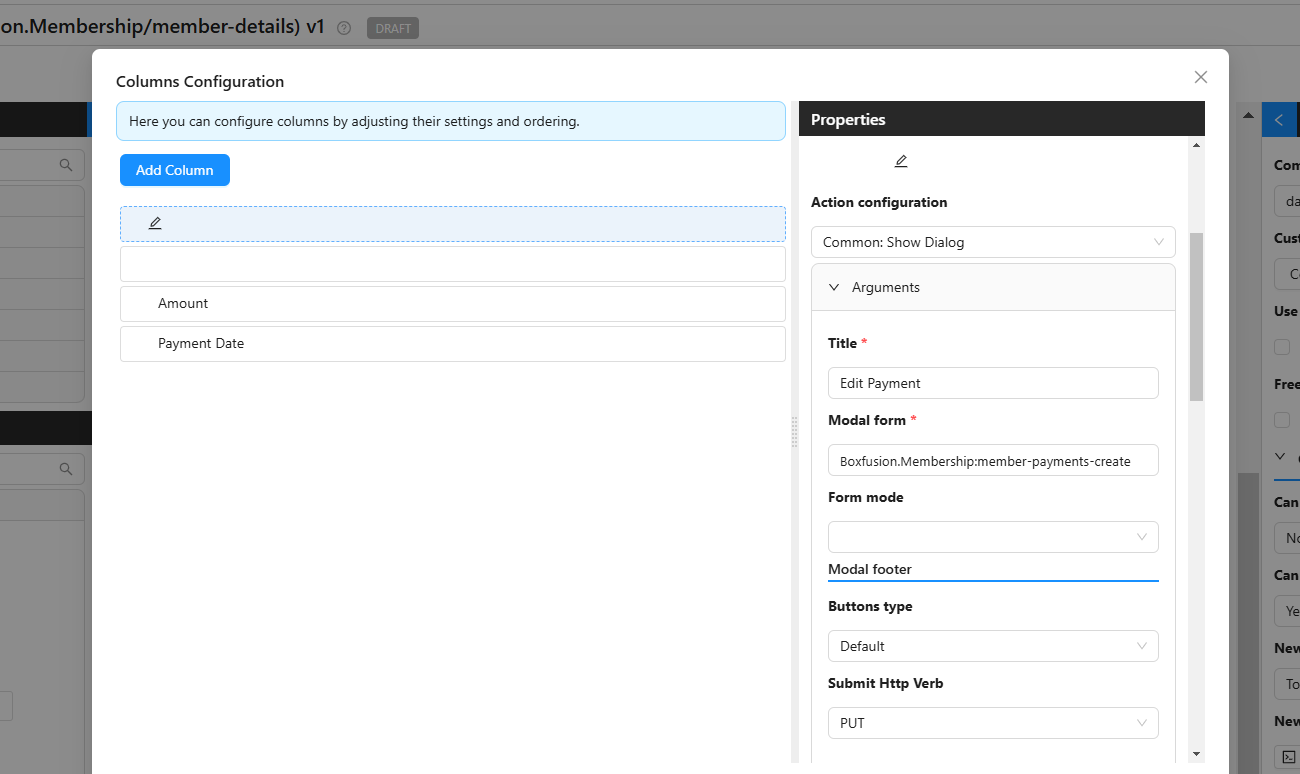 on.Membership/member-details) v1
DRAFT
Columns Configuration
Here you can configure columns by adjusting their settings and ordering.
Add Column
Amount
Payment Date
Properties
Action configuration
Common: Show Dialog
Arguments
Title *
Edit Payment
Modal form *
Boxfusion.Membership:member-payments-create
Form mode
Modal footer
Buttons type
Default
Submit Http Verb
PUT
Com
da
Cust
Co
Use
Free
Can
No
Can
Ye
New
To
New